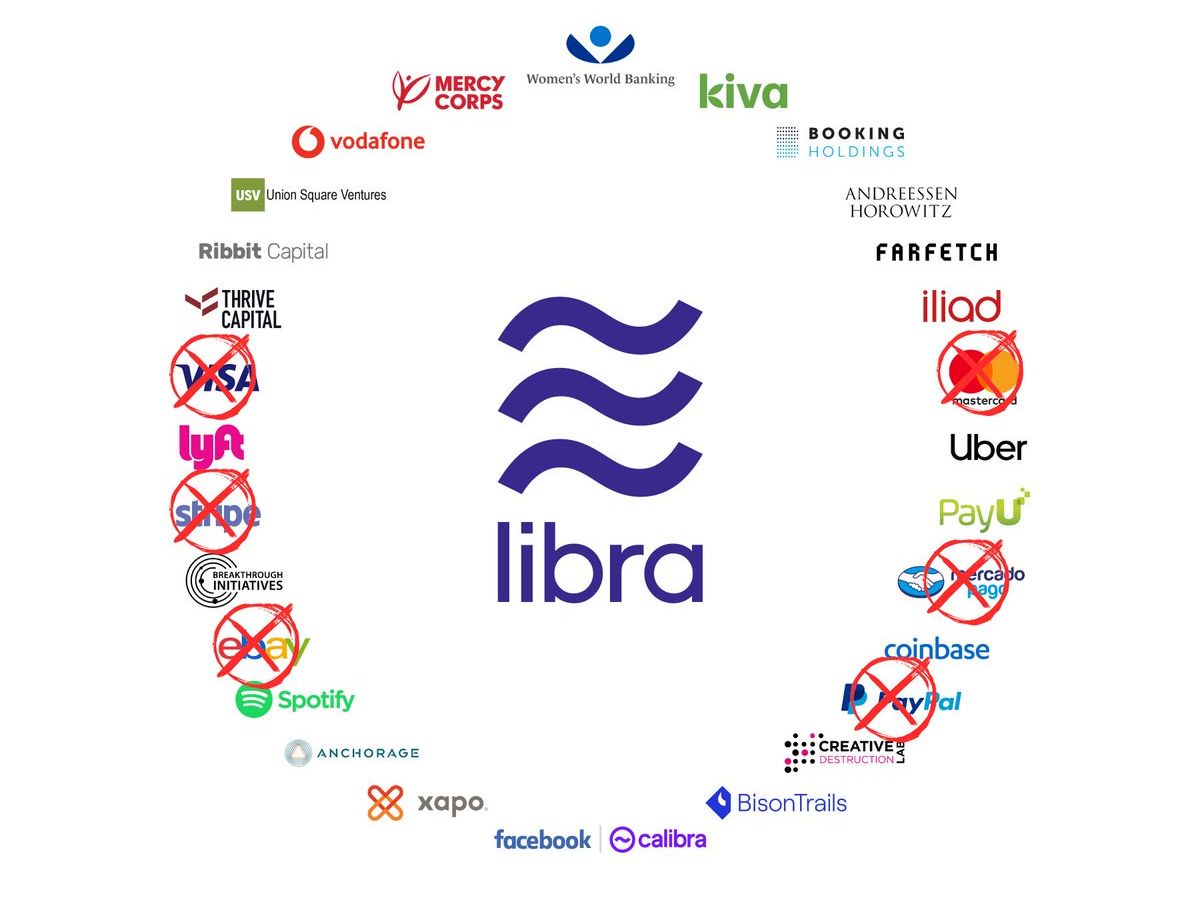 Women's World Banking
MERCY
CORPS
kiva
vodafone
BOOKING
HOLDINGS
USV Union Square Ventures
ANDREESSEN
HOROWITZ
Ribbit Capital
FARFETCH
THRIVE
CAPITAL
iliad
VISA
mastercard
lyft
Uber
stripe
PayU
BREAKTHROUGH
INITIATIVES
mercado
pago
libra
ebay
coinbase
Spotify
P PayPal
ANCHORAGE
CREATIVE
DESTRUCTION
LAB
xapo
BisonTrails
facebook
calibra